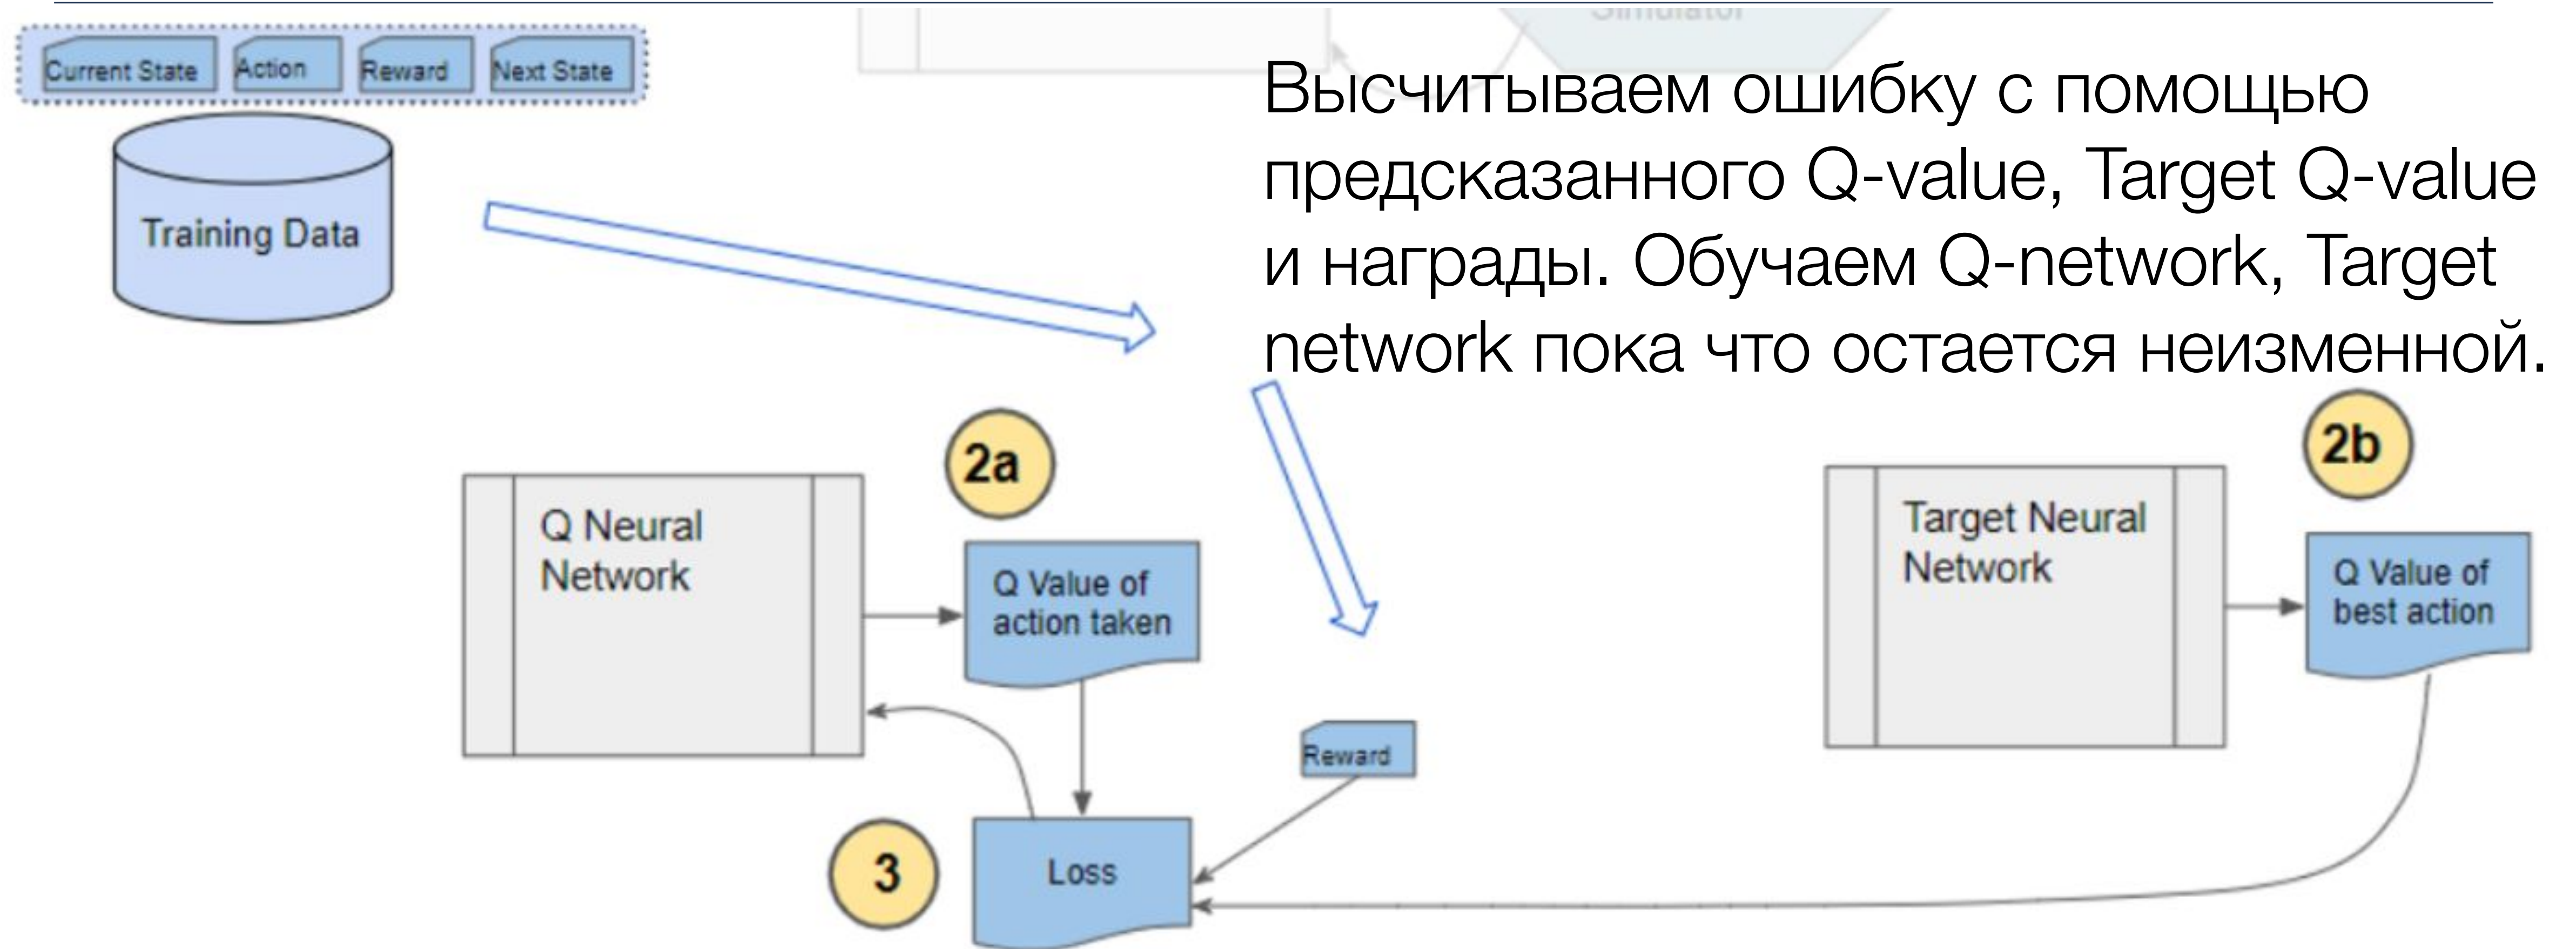 Simulator
Current State
Action
Reward
Next State
Training Data
Высчитываем ошибку с помощью
предсказанного Q-value, Target Q-value
и награды. Обучаем Q-network, Target
network пока что остается неизменной.
2a
2b
Q Neural
Network
Q Value of
action taken
Target Neural
Network
Q Value of
best action
Reward
3
Loss